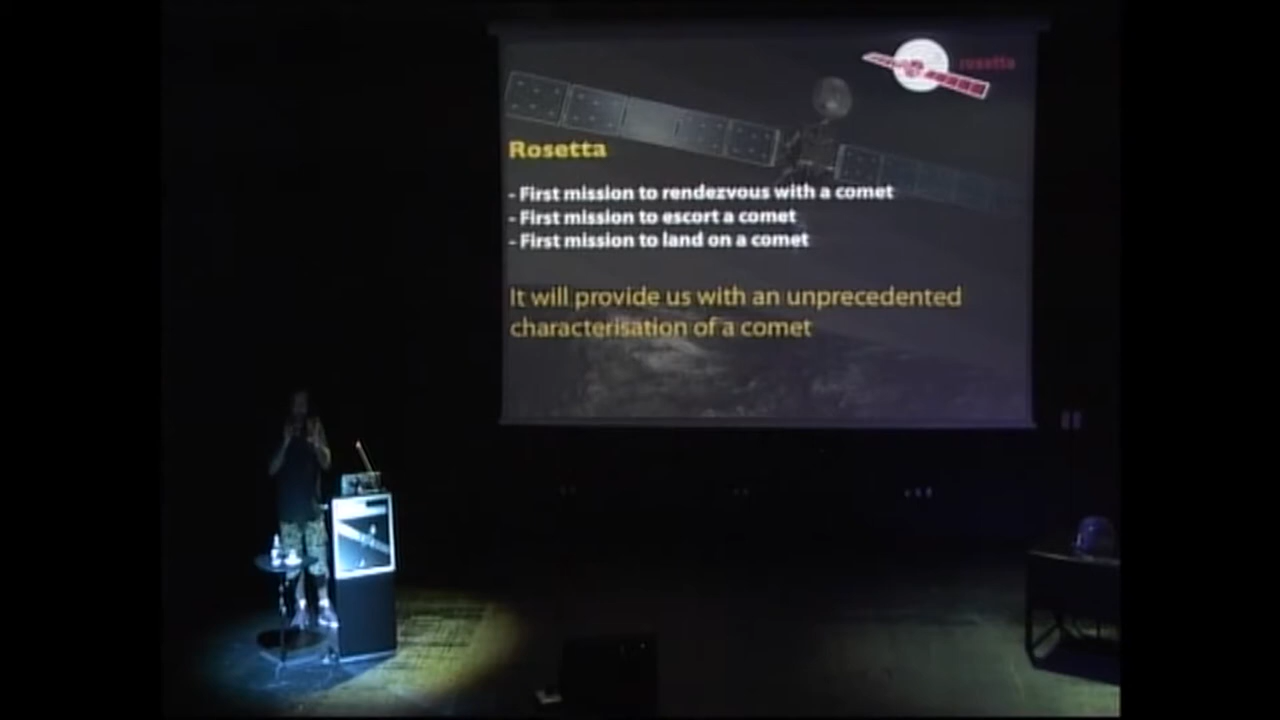 rosetta
Rosetta
- First mission to rendezvous with a comet
- First mission to escort a comet
- First mission to land on a comet
It will provide us with an unprecedented
characterisation of a comet